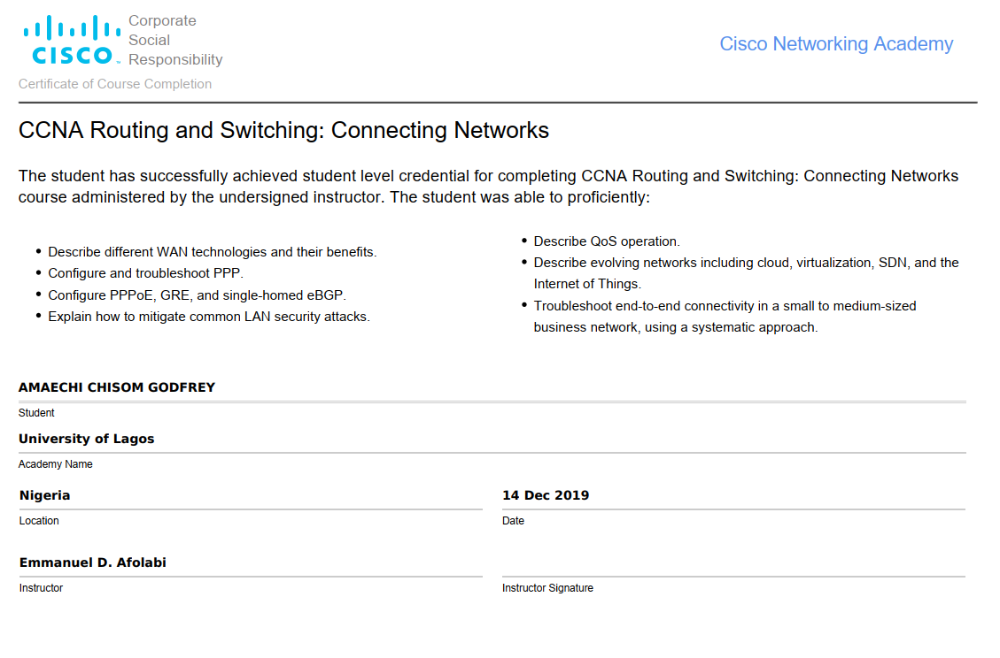 Corporate
Social
CISCO™ Responsibility
Cisco Networking Academy
Certificate of Course Completion
CCNA Routing and Switching: Connecting Networks
The student has successfully achieved student level credential for completing CCNA Routing and Switching: Connecting Networks
course administered by the undersigned instructor. The student was able to proficiently:
• Describe different WAN technologies and their benefits.
• Configure and troubleshoot PPP.
• Configure PPPoE, GRE, and single-homed eBGP.
• Explain how to mitigate common LAN security attacks.
• Describe QoS operation.
• Describe evolving networks including cloud, virtualization, SDN, and the
Internet of Things.
• Troubleshoot end-to-end connectivity in a small to medium-sized
business network, using a systematic approach.
AMAECHI CHISOM GODFREY
Student
University of Lagos
Academy Name
Nigeria
Location
14 Dec 2019
Date
Emmanuel D. Afolabi
Instructor
Instructor Signature